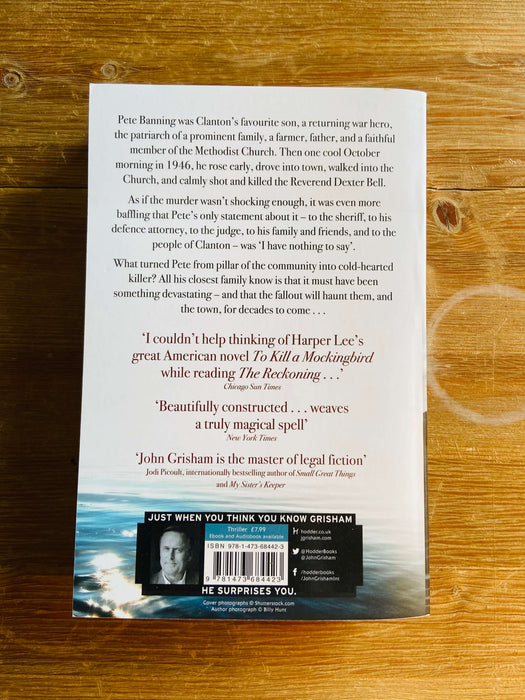 Pete Banning was Clanton's favourite son, a returning war hero,
the patriarch of a prominent family, a farmer, father, and a faithful
member of the Methodist Church. Then one cool October
morning in 1946, he rose early, drove into town, walked into the
Church, and calmly shot and killed the Reverend Dexter Bell.
As if the murder wasn't shocking enough, it was even more
baffling that Pete's only statement about it – to the sheriff, to his
defence attorney, to the judge, to his family and friends, and to the
people of Clanton – was 'I have nothing to say'.
What turned Pete from pillar of the community into cold-hearted
killer? All his closest family know is that it must have been
something devastating – and that the fallout will haunt them, and
the town, for decades to come . . .
'I couldn't help thinking of Harper Lee's
great American novel To Kill a Mockingbird
while reading The Reckoning . . .'
Chicago Sun Times
'Beautifully constructed . . . weaves
a truly magical spell'
New York Times
'John Grisham is the master of legal fiction'
Jodi Picoult, internationally bestselling author of Small Great Things
and My Sister's Keeper
JUST WHEN YOU THINK YOU KNOW GRISHAM
Thriller £7.99
Ebook and Audiobook available
ISBN 978-1-473-68442-3
9 781473 684423
hodder.co.uk
jgrisham.com
@HodderBooks
@JohnGrisham
/hodderbooks
/JohnGrishamInt
HE SURPRISES YOU.
Cover photographs © Shutterstock.com
Author photograph © Billy Hunt